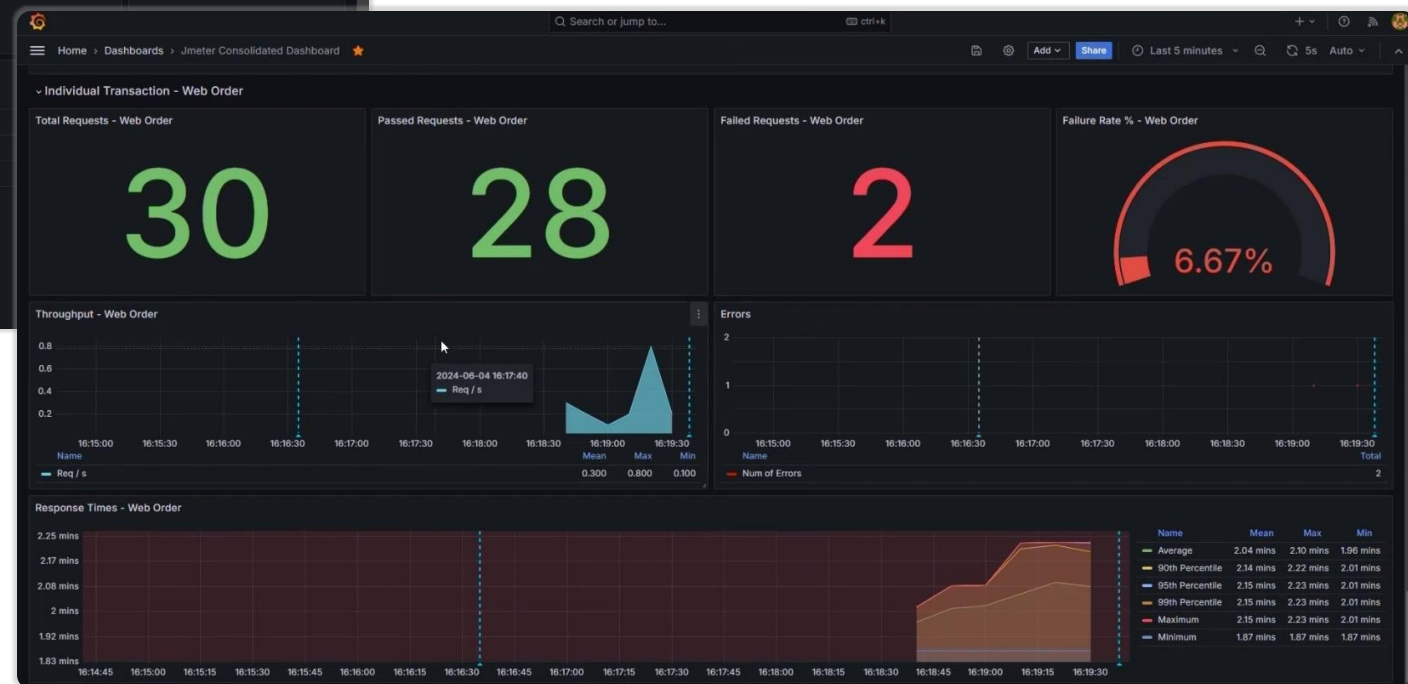 Search or jump to...
ctrl+k
Home › Dashboards › Jmeter Consolidated Dashboard
Add
Share
Last 5 minutes
5s Auto
Individual Transaction - Web Order
Total Requests - Web Order
30
Passed Requests - Web Order
28
Failed Requests - Web Order
2
Failure Rate % - Web Order
6.67%
Throughput - Web Order
0.8
0.6
0.4
0.2
2024-06-04 16:17:40
Req / s
16:15:00 16:15:30 16:16:00 16:16:30 16:17:00 16:17:30 16:18:00 16:18:30 16:19:00 16:19:30
Name Mean Max Min
Req / s 0.300 0.800 0.100
Errors
2
1
0
16:15:00 16:15:30 16:16:00 16:16:30 16:17:00 16:17:30 16:18:00 16:18:30 16:19:00 16:19:30
Name Total
Num of Errors 2
Response Times - Web Order
2.25 mins
2.17 mins
2.08 mins
2 mins
1.92 mins
1.83 mins
16:14:45 16:15:00 16:15:15 16:15:30 16:15:45 16:16:00 16:16:15 16:16:30 16:16:45 16:17:00 16:17:15 16:17:30 16:17:45 16:18:00 16:18:15 16:18:30 16:18:45 16:19:00 16:19:15 16:19:30
Name Mean Max Min
Average 2.04 mins 2.10 mins 1.96 mins
90th Percentile 2.14 mins 2.22 mins 2.01 mins
95th Percentile 2.15 mins 2.23 mins 2.01 mins
99th Percentile 2.15 mins 2.23 mins 2.01 mins
Maximum 2.15 mins 2.23 mins 2.01 mins
Minimum 1.87 mins 1.87 mins 1.87 mins